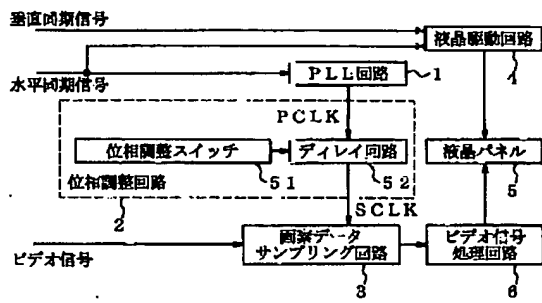 垂直同期信号
液晶駆動回路
4
水平同期信号
PLL回路
1
PCLK
位相調整スイッチ
51
ディレイ回路
52
液晶パネル
5
位相調整回路
2
SCLK
ビデオ信号
画素データ
サンプリング回路
3
ビデオ信号
処理回路
6